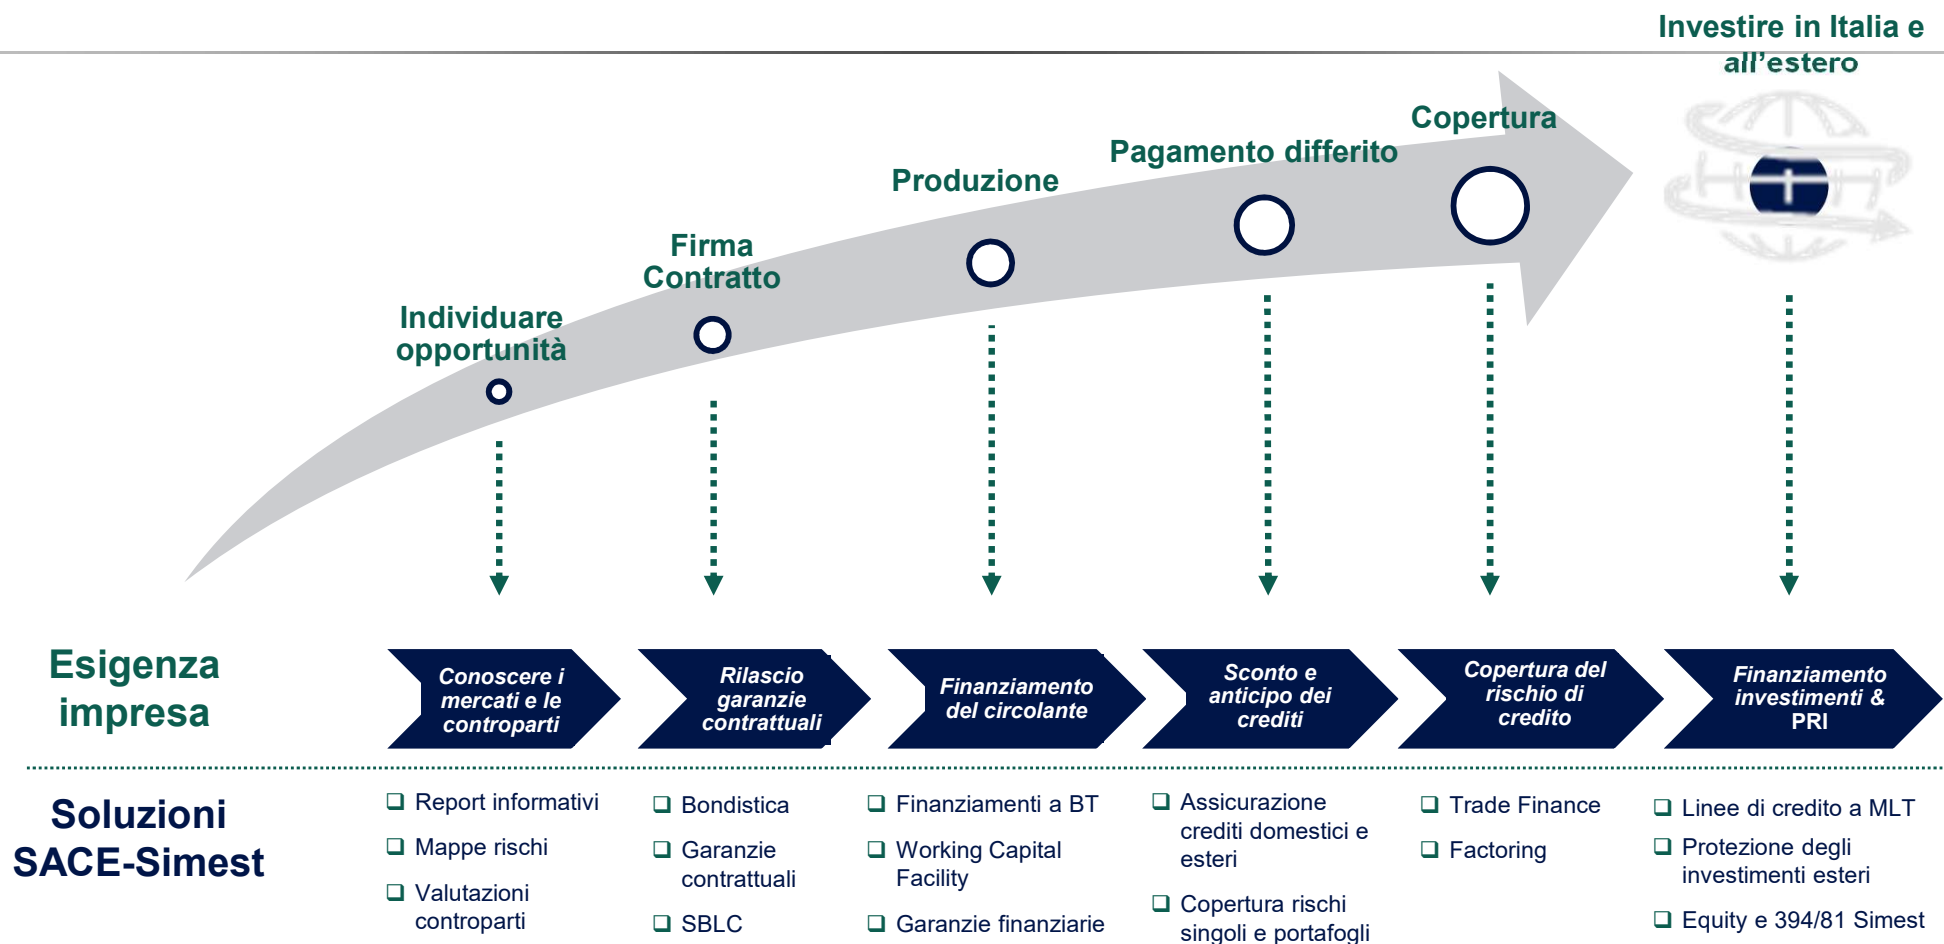 Investire in Italia e
all'estero
Copertura
Pagamento differito
Produzione
Firma
Contratto
Individuare
opportunità
Esigenza
impresa
Conoscere i
mercati e le
controparti
Rilascio
garanzie
contrattuali
Finanziamento
del circolante
Sconto e
anticipo dei
crediti
Copertura del
rischio di
credito
Finanziamento
investimenti &
PRI
Soluzioni
SACE-Simest
❑ Report informativi
❑ Mappe rischi
❑ Valutazioni
controparti
❑ Bondistica
❑ Garanzie
contrattuali
❑ SBLC
❑ Finanziamenti a BT
❑ Working Capital
Facility
❑ Garanzie finanziarie
❑ Assicurazione
crediti domestici e
esteri
❑ Copertura rischi
singoli e portafogli
❑ Trade Finance
❑ Factoring
❑ Linee di credito a MLT
❑ Protezione degli
investimenti esteri
❑ Equity e 394/81 Simest